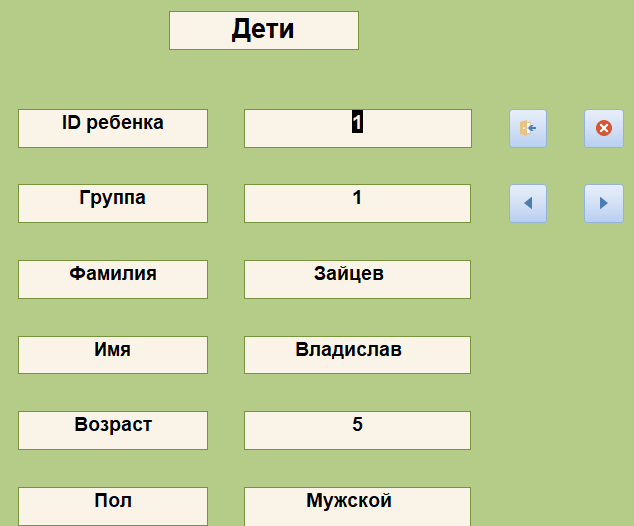 Дети
ID ребенка 1
Группа 1
Фамилия Зайцев
Имя Владислав
Возраст 5
Пол Мужской